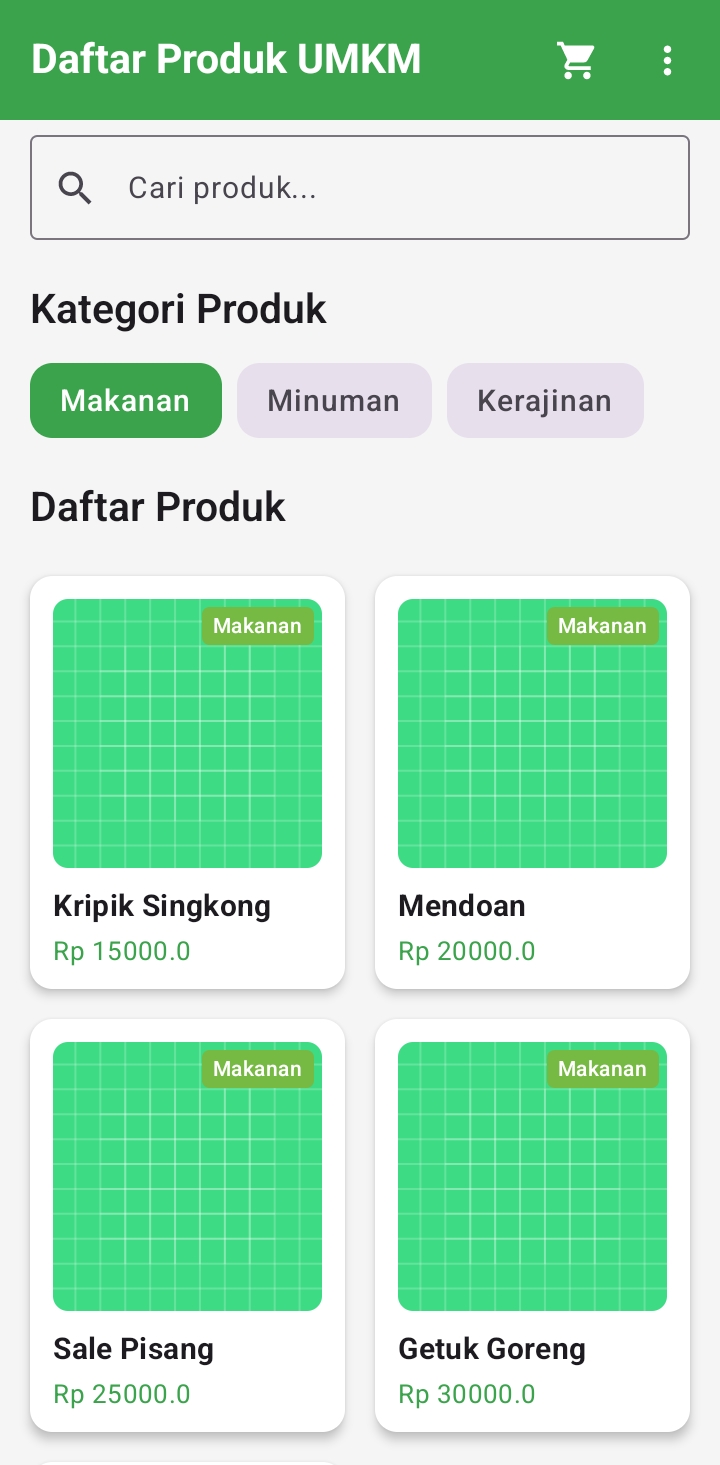 Daftar Produk UMKM
Cari produk...
Kategori Produk
Makanan Minuman Kerajinan
Daftar Produk
Makanan Makanan
Kripik Singkong Mendoan
Rp 15000.0 Rp 20000.0
Makanan Makanan
Sale Pisang Getuk Goreng
Rp 25000.0 Rp 30000.0